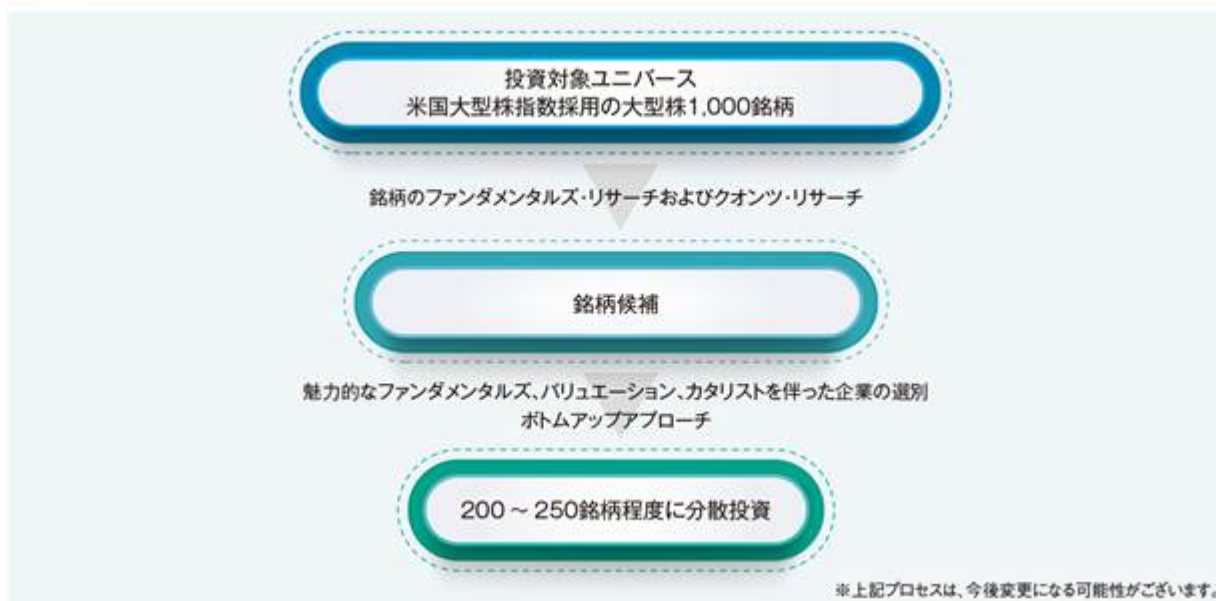 投資対象ユニバース
米国大型株指数採用の大型株1,000銘柄
銘柄のファンダメンタルズ・リサーチおよびクオンツ・リサーチ
銘柄候補
魅力的なファンダメンタルズ、バリュエーション、カタリストを伴った企業の選別
ボトムアップアプローチ
200 ~ 250銘柄程度に分散投資
※上記プロセスは、今後変更になる可能性がございます。